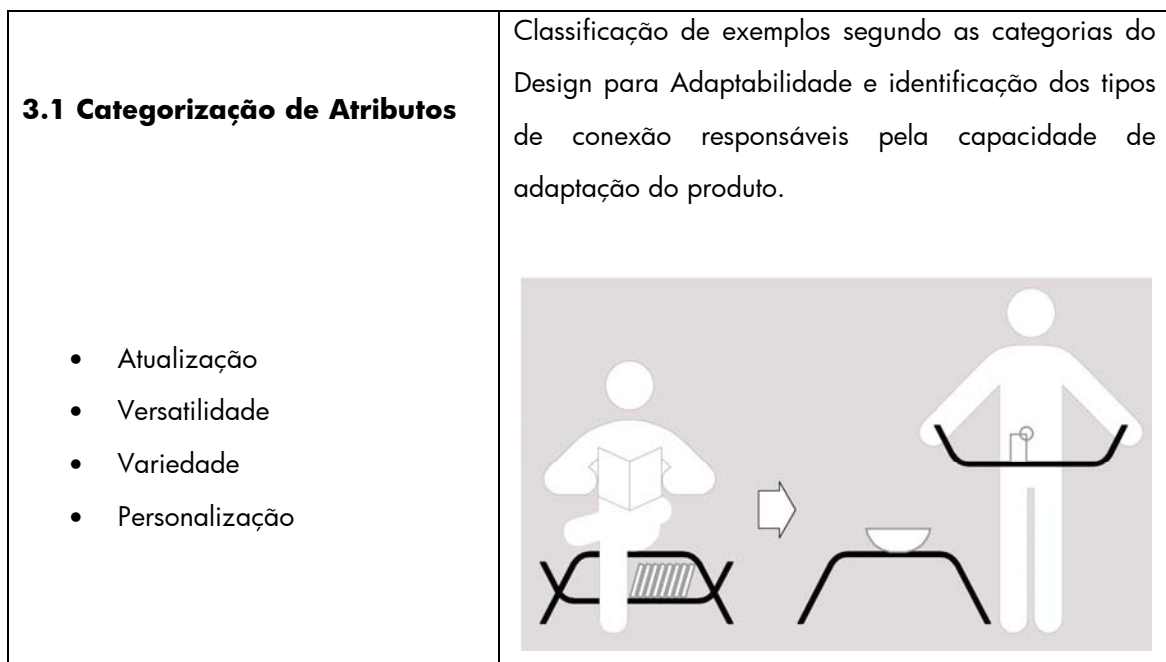 3.1 Categorização de Atributos
• Atualização
• Versatilidade
• Variedade
• Personalização
Classificação de exemplos segundo as categorias do
Design para Adaptabilidade e identificação dos tipos
de conexão responsáveis pela capacidade de
adaptação do produto.